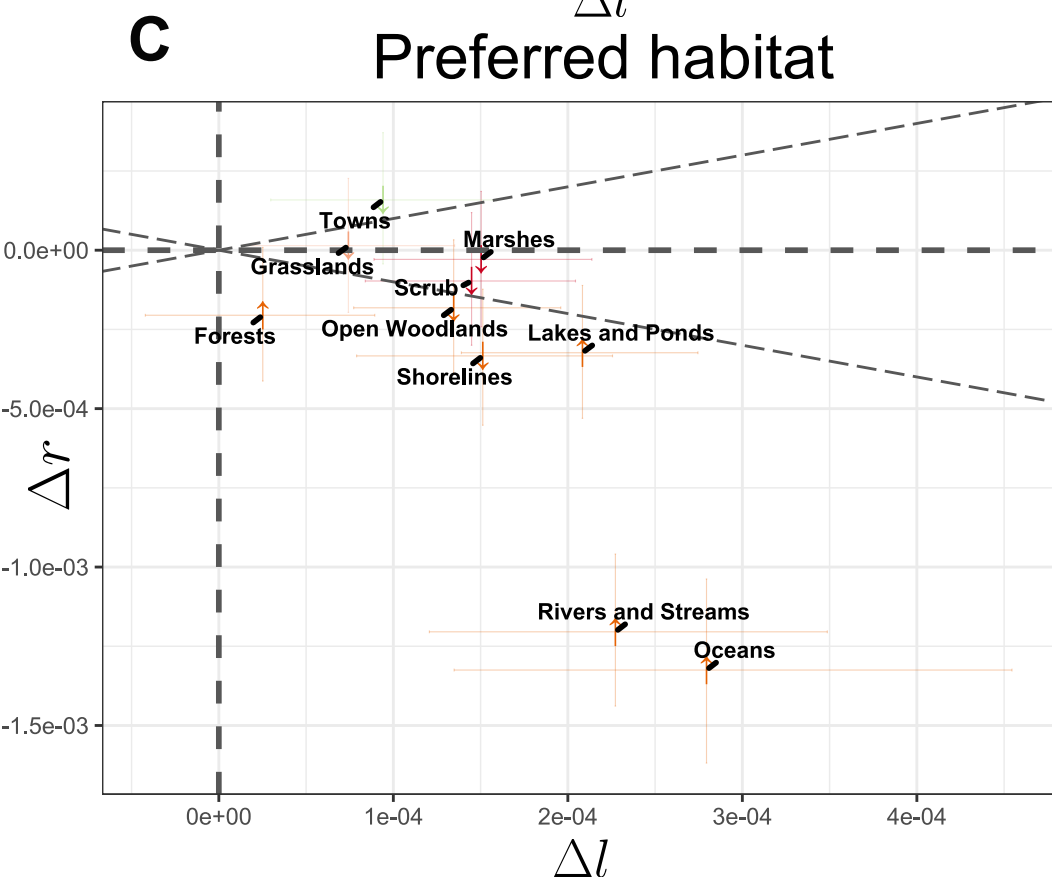 Δl
C
Preferred habitat
Towns
Marshes
0.0e+00
Grasslands
Scrub
Forests
Open Woodlands
Lakes and Ponds
Shorelines
-5.0e-04
Δr
-1.0e-03
Rivers and Streams
Oceans
-1.5e-03
0e+00 1e-04 2e-04 3e-04 4e-04
Δl